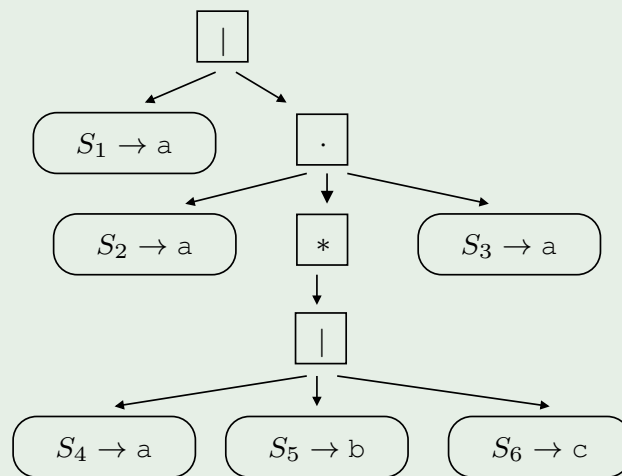 |
S₁ → a
·
S₂ → a
*
S₃ → a
|
S₄ → a
S₅ → b
S₆ → c